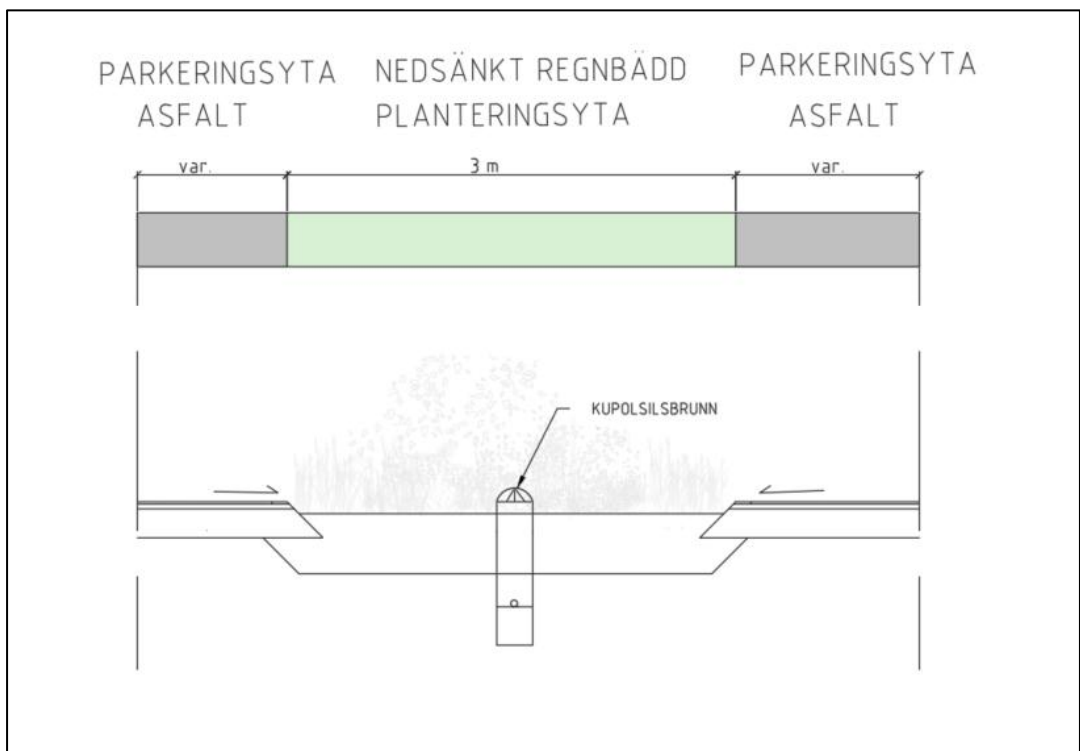 PARKERINGSYTA
ASFALT
NEDSÄNKT REGNBÄDD
PLANTERINGSYTA
PARKERINGSYTA
ASFALT
var.
3 m
var.
KUPOLSILSBRUNN